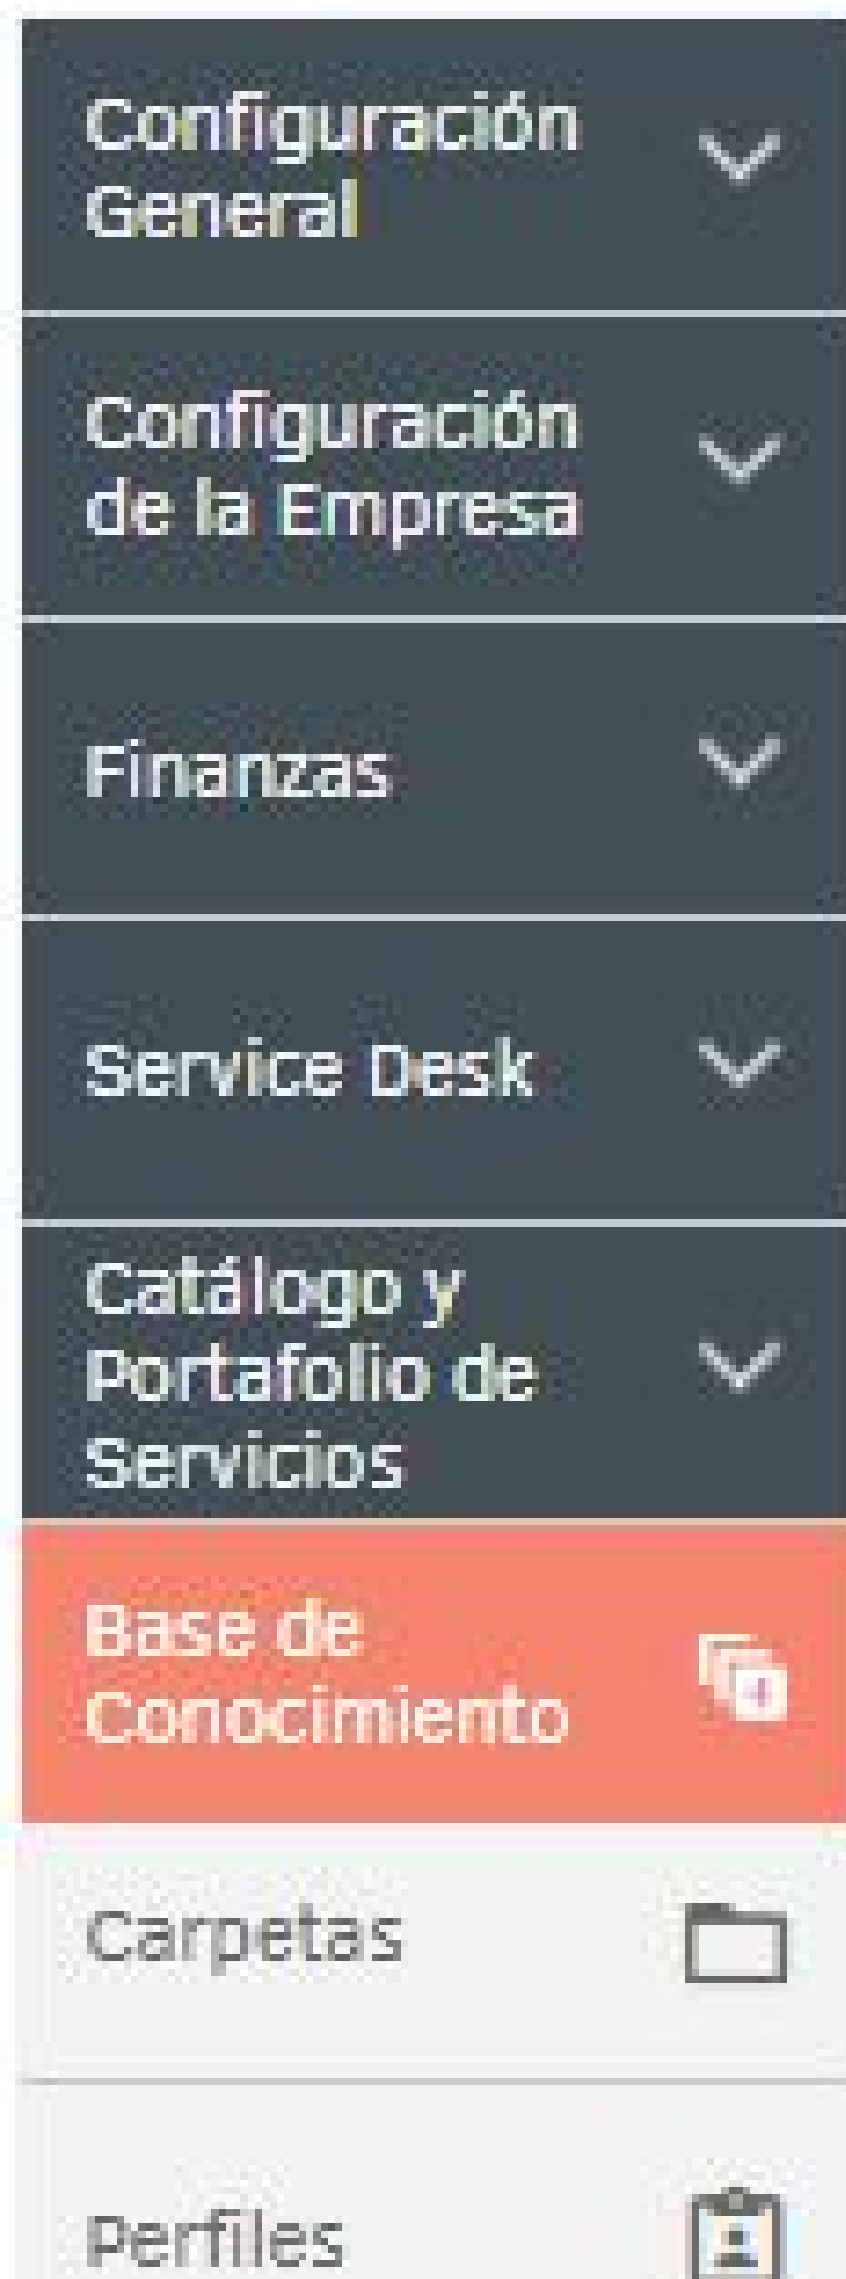 Configuración
General
Configuración
de la Empresa
Finanzas
Service Desk
Catálogo y
Portafolio de
Servicios
Base de
Conocimiento
Carpetas
Perfiles